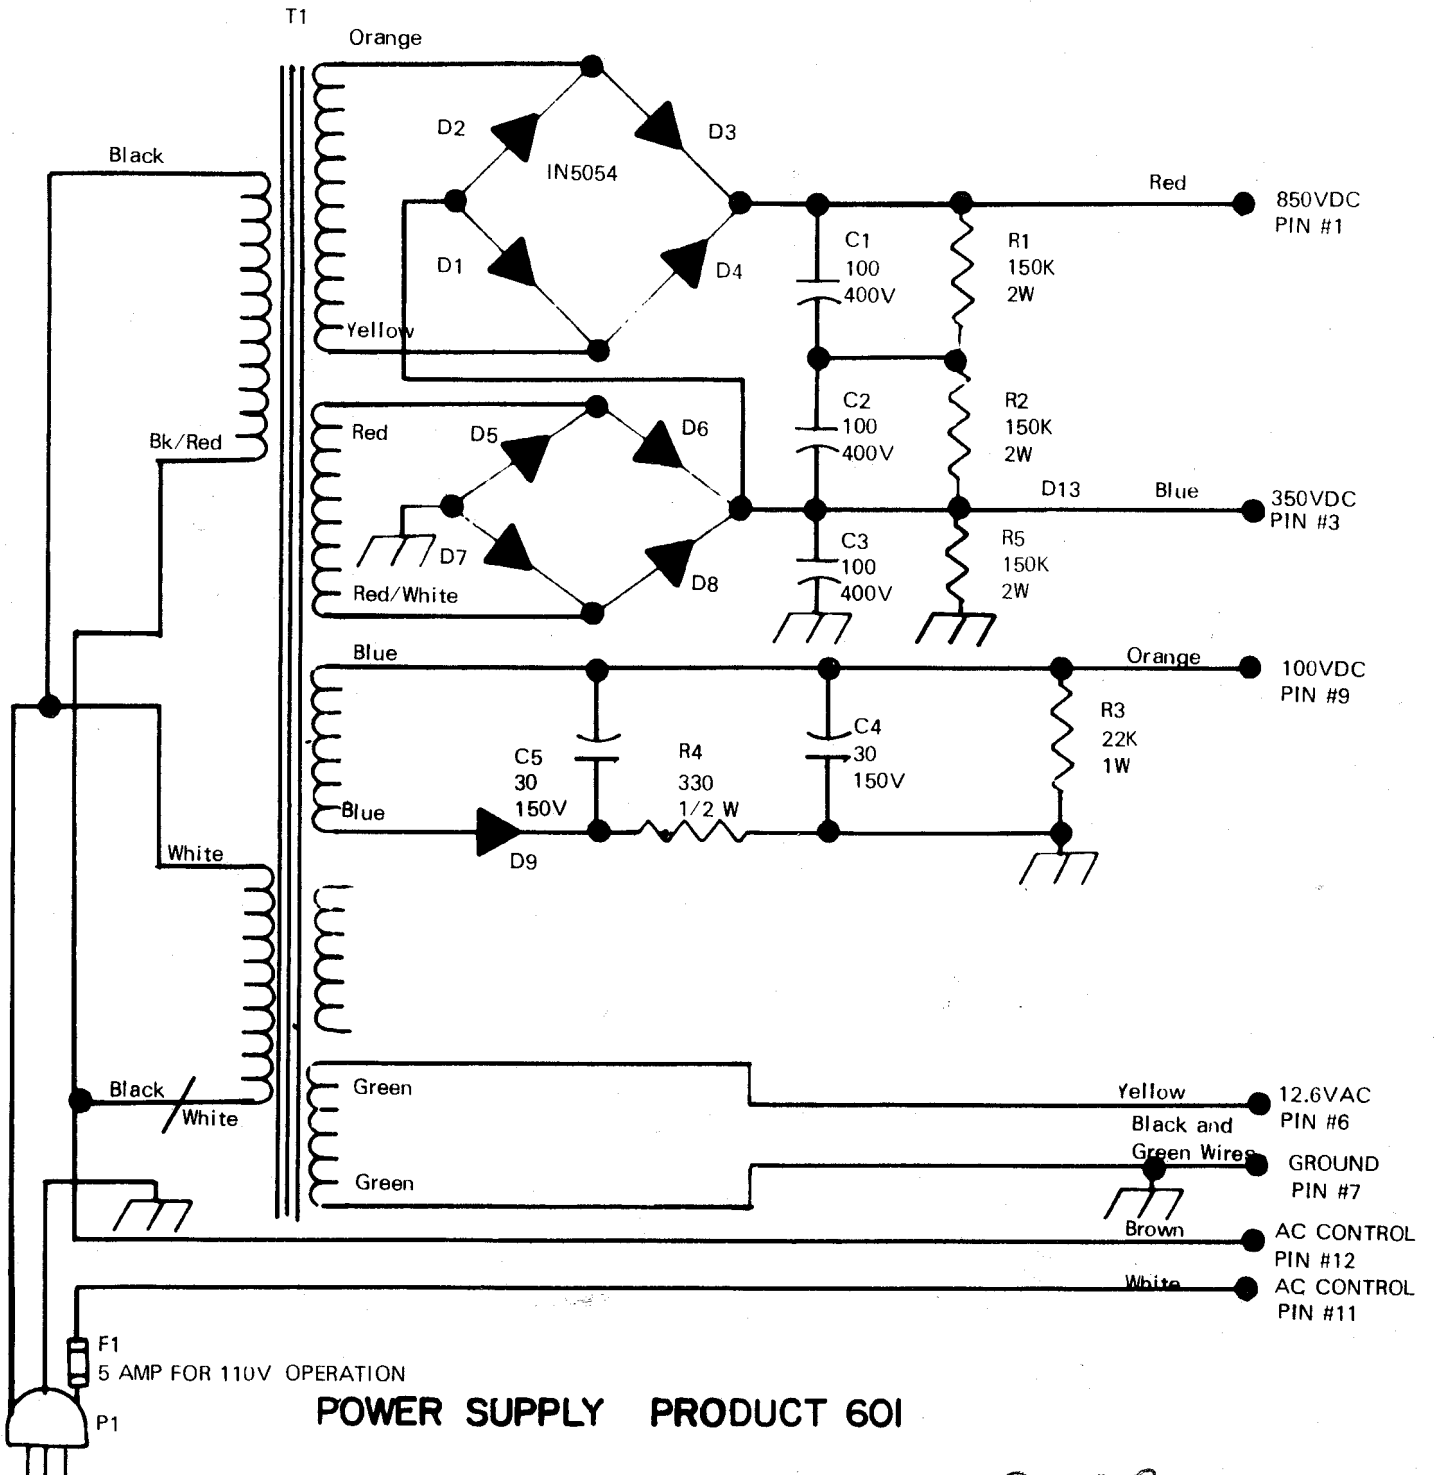 T1
Orange
D2
D3
IN5054
Black
Red
850VDC
PIN #1
C1
100
400V
R1
150K
2W
D1
D4
Yellow
Bk/Red
Red
D5
D6
C2
100
400V
R2
150K
2W
D13
Blue
350VDC
PIN #3
D7
D8
C3
100
400V
R5
150K
2W
Red/White
Blue
Orange
100VDC
PIN #9
C5
30
150V
R4
330
1/2 W
C4
30
150V
R3
22K
1W
Blue
D9
White
Black
White
Green
Yellow
12.6VAC
PIN #6
Black and
Green Wires
GROUND
PIN #7
Green
Brown
AC CONTROL
PIN #12
White
AC CONTROL
PIN #11
F1
5 AMP FOR 110V OPERATION
P1
POWER SUPPLY PRODUCT 601